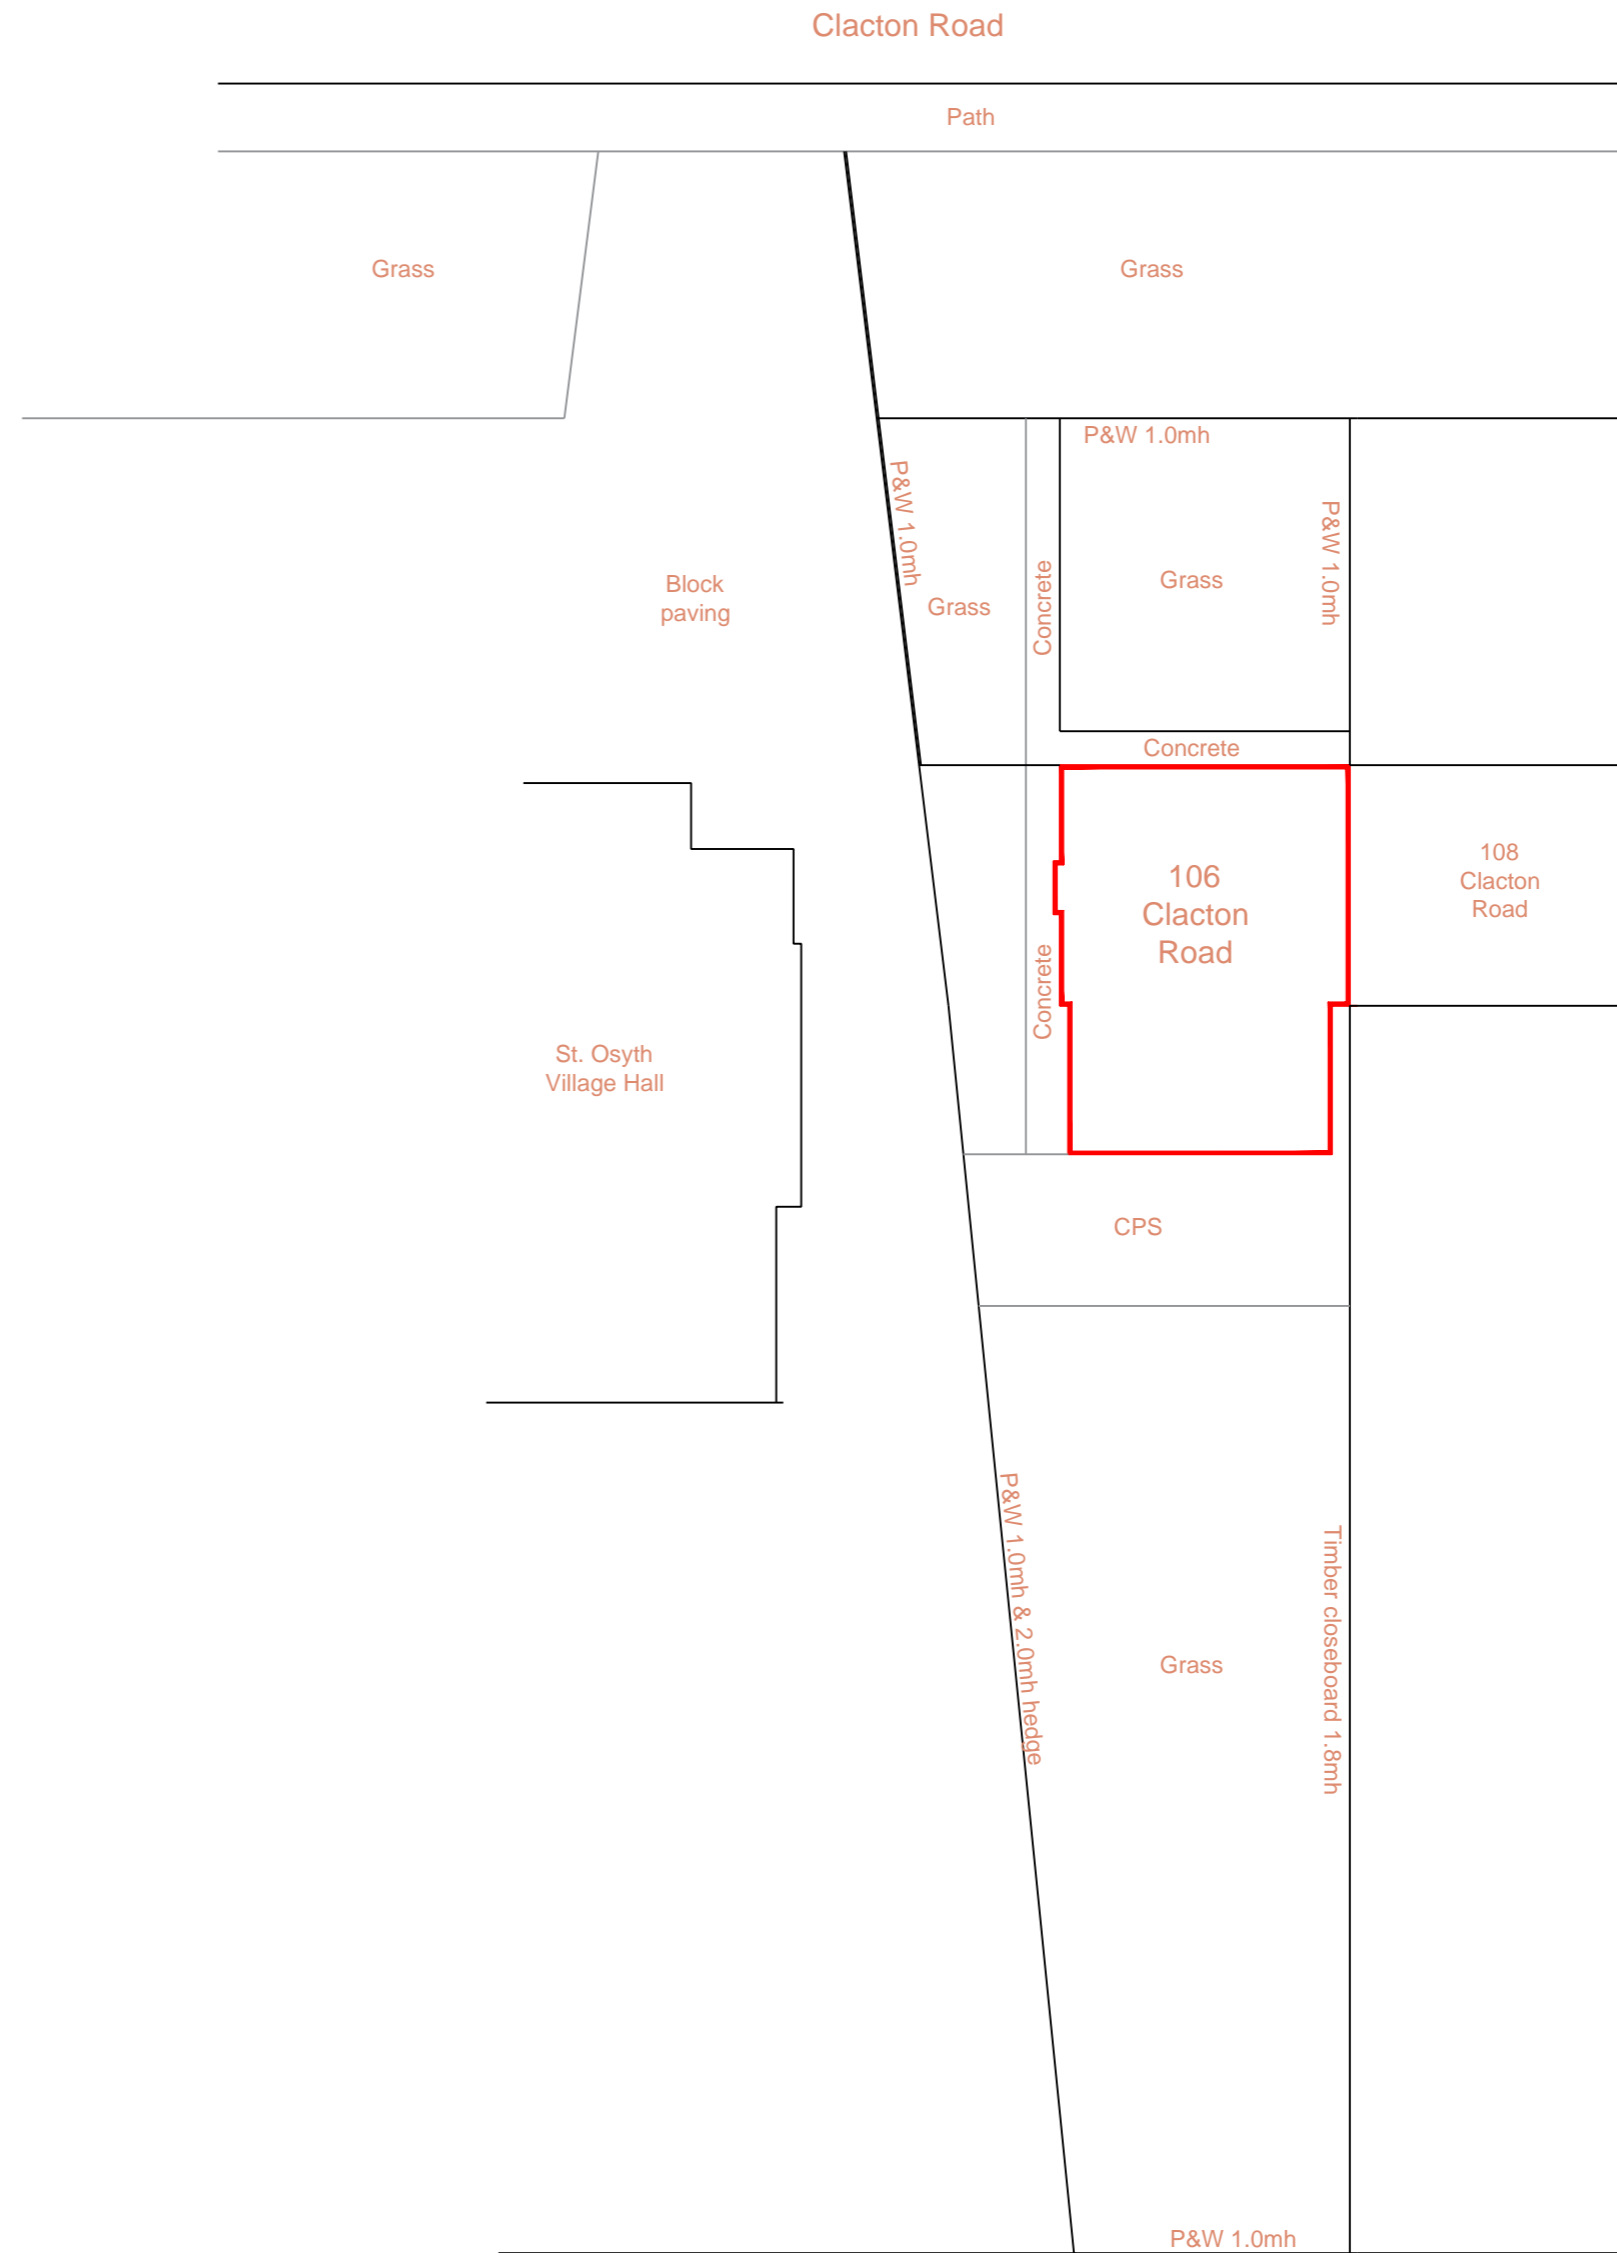 Clacton Road
Path
Grass
Grass
P&W 1.0mh
P&W 1.0mh
P&W 1.0mh
Block
paving
Grass
Concrete
Grass
Concrete
106
Clacton
Road
108
Clacton
Road
Concrete
St. Osyth
Village Hall
CPS
P&W 1.0mh & 2.0mh hedge
Grass
Timber closeboard 1.8mh
P&W 1.0mh